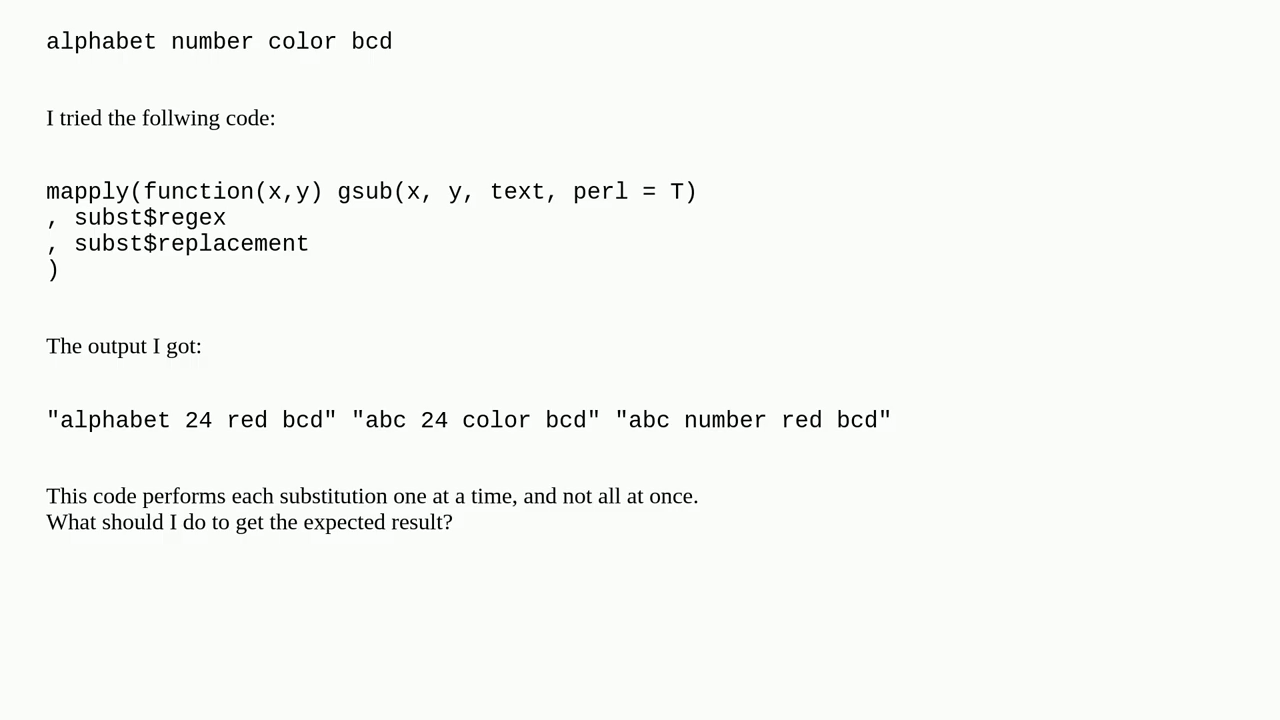 alphabet number color bcd
I tried the follwing code:
mapply(function(x,y) gsub(x, y, text, perl = T)
, subst$regex
, subst$replacement
)
The output I got:
"alphabet 24 red bcd" "abc 24 color bcd" "abc number red bcd"
This code performs each substitution one at a time, and not all at once.
What should I do to get the expected result?